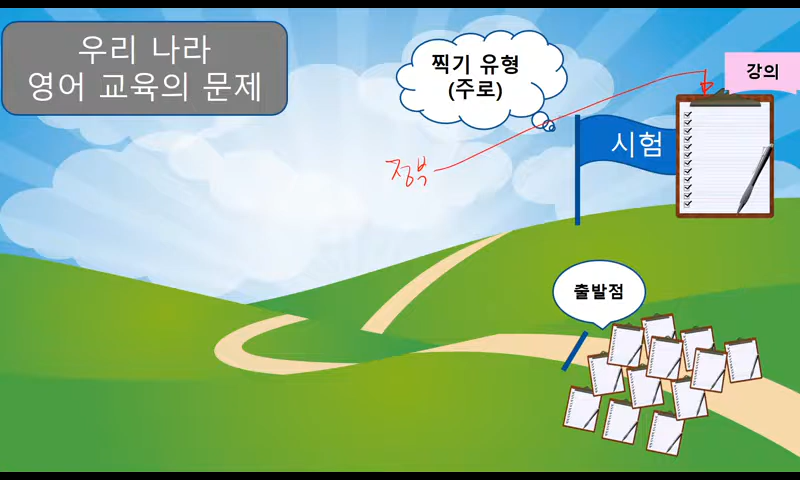 우리 나라
영어 교육의 문제
찍기 유형
(주로)
강의
시험
정복
출발점